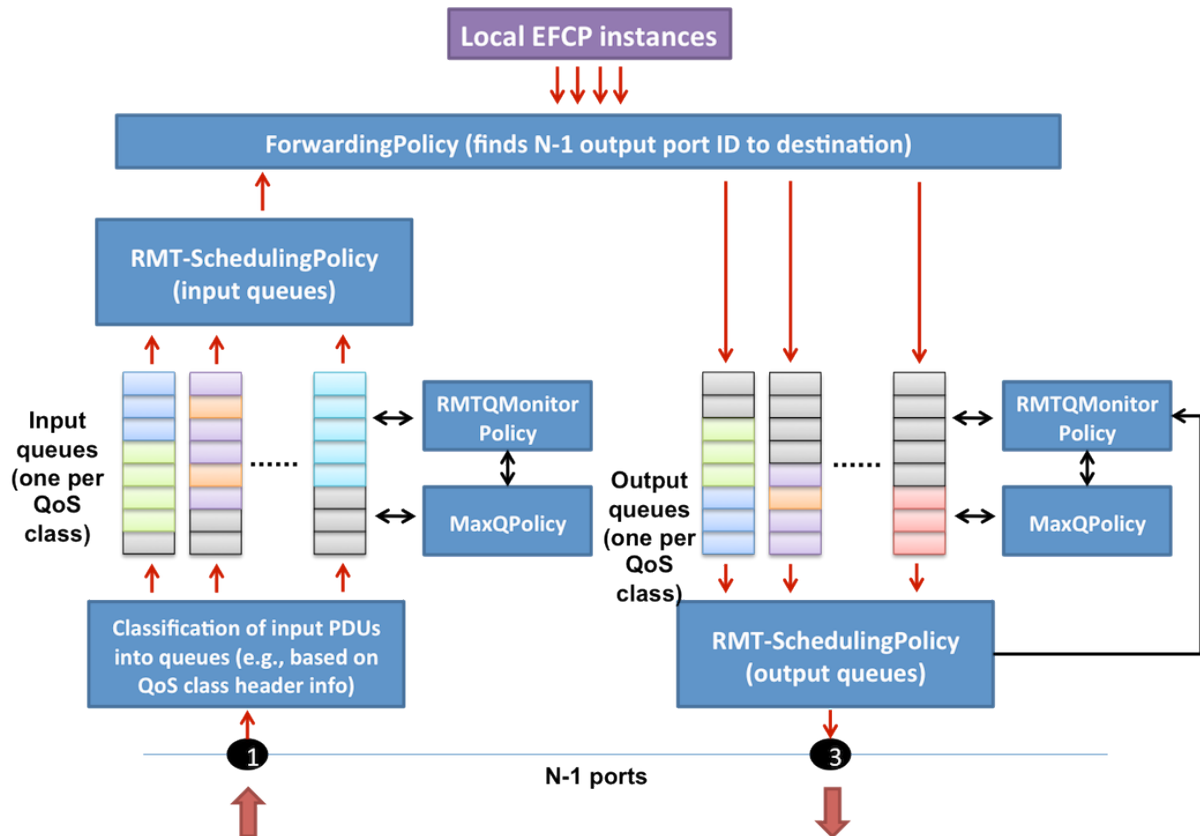 Local EFCP instances
ForwardingPolicy (finds N-1 output port ID to destination)
RMT-SchedulingPolicy
(input queues)
Input
queues
(one per
QoS
class)
RMTQMonitor
Policy
MaxQPolicy
Output
queues
(one per
QoS
class)
RMTQMonitor
Policy
MaxQPolicy
Classification of input PDUs
into queues (e.g., based on
QoS class header info)
RMT-SchedulingPolicy
(output queues)
1
3
N-1 ports